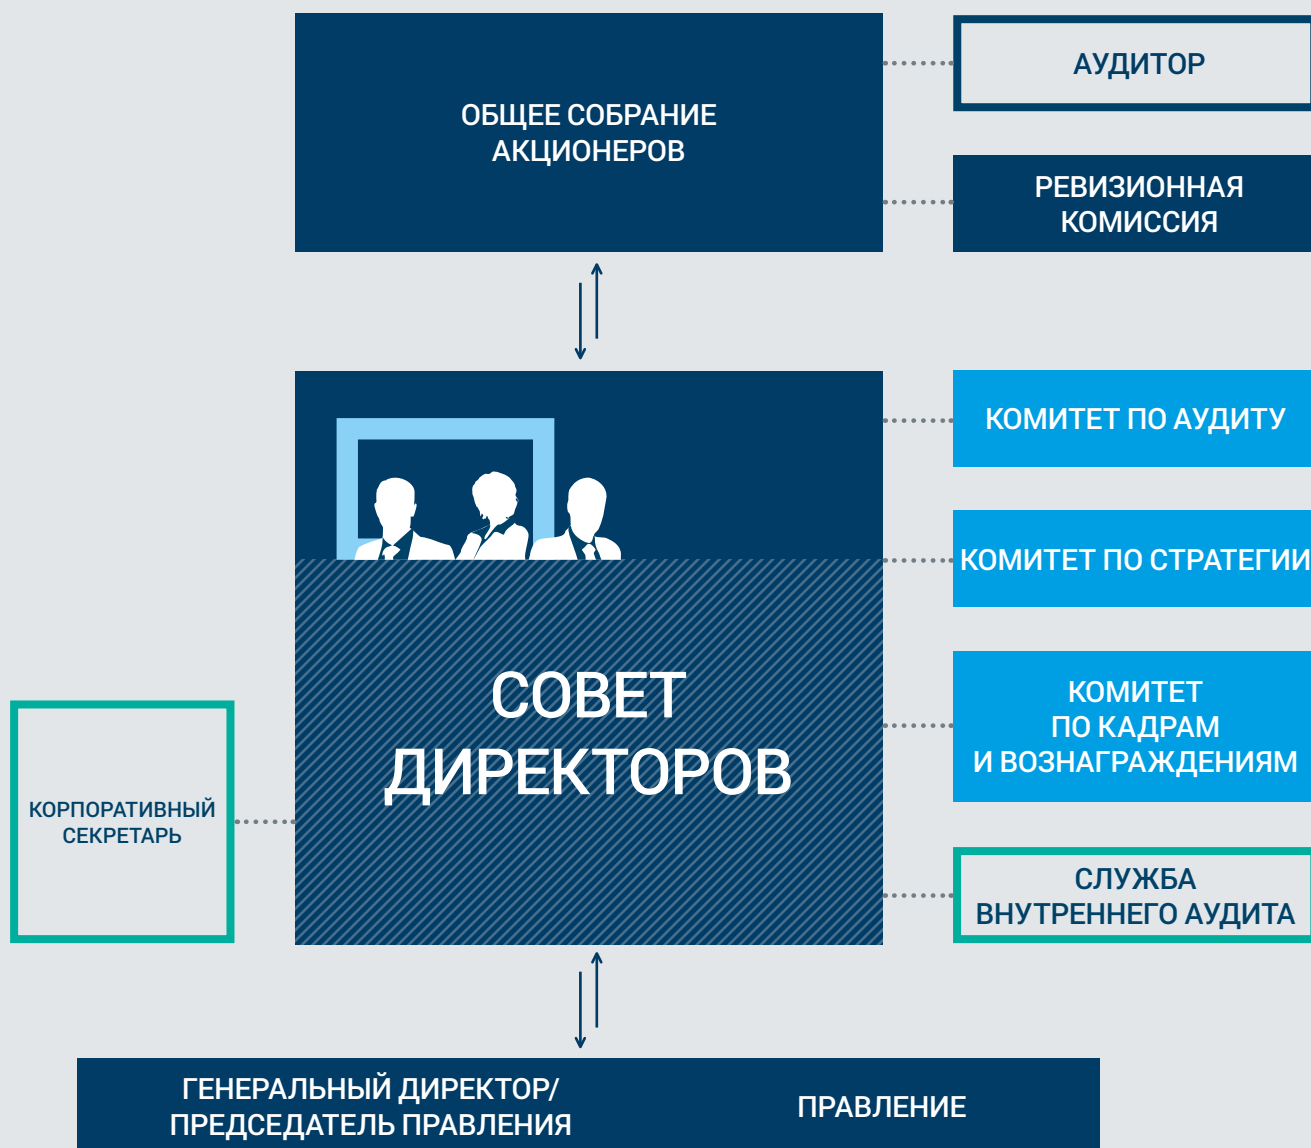 ОБЩЕЕ СОБРАНИЕ
АКЦИОНЕРОВ
АУДИТОР
РЕВИЗИОННАЯ
КОМИССИЯ
КОМИТЕТ ПО АУДИТУ
КОМИТЕТ ПО СТРАТЕГИИ
КОМИТЕТ
ПО КАДРАМ
И ВОЗНАГРАЖДЕНИЯМ
СОВЕТ
ДИРЕКТОРОВ
КОРПОРАТИВНЫЙ
СЕКРЕТАРЬ
СЛУЖБА
ВНУТРЕННЕГО АУДИТА
ГЕНЕРАЛЬНЫЙ ДИРЕКТОР/
ПРЕДСЕДАТЕЛЬ ПРАВЛЕНИЯ
ПРАВЛЕНИЕ